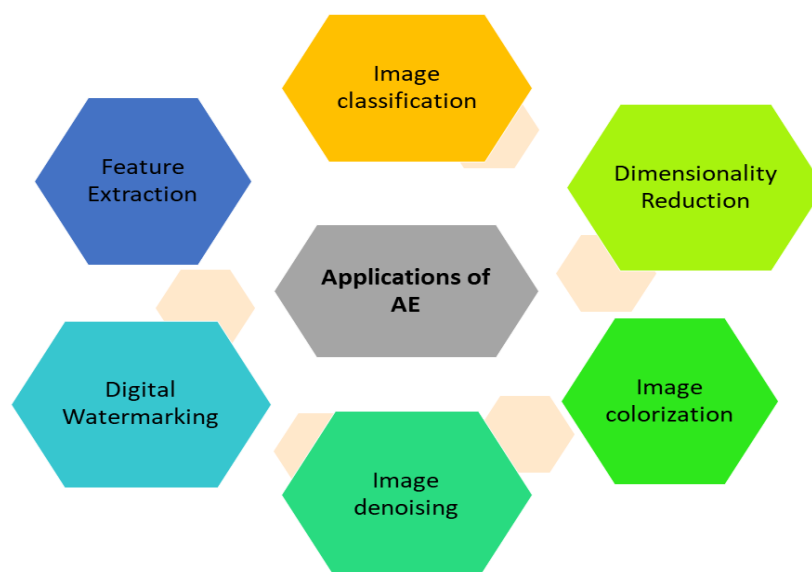 Image
classification
Feature
Extraction
Dimensionality
Reduction
Applications of
AE
Digital
Watermarking
Image
colorization
Image
denoising